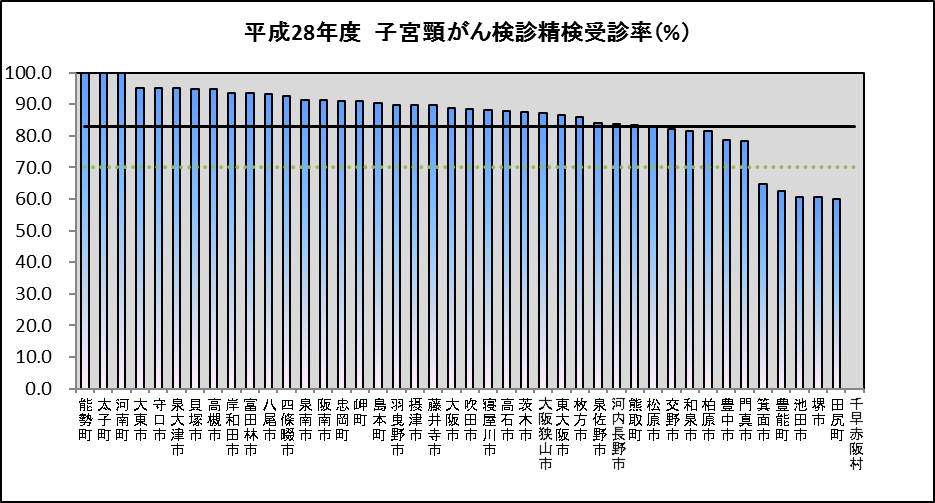 平成28年度 子宮頸がん検診精検受診率(%)
100.0
90.0
80.0
70.0
60.0
50.0
40.0
30.0
20.0
10.0
0.0
能勢町
太子町
河南町
大東市
守口市
泉大津市
貝塚市
高槻市
岸和田市
富田林市
八尾市
四條畷市
泉南市
阪南市
忠岡町
岬町
島本町
羽曳野市
摂津市
藤井寺市
大阪市
吹田市
寝屋川市
高石市
茨木市
大阪狭山市
東大阪市
枚方市
泉佐野市
河内長野市
熊取町
松原市
交野市
和泉市
柏原市
豊中市
門真市
箕面市
豊能町
池田市
堺市
田尻町
千早赤阪村